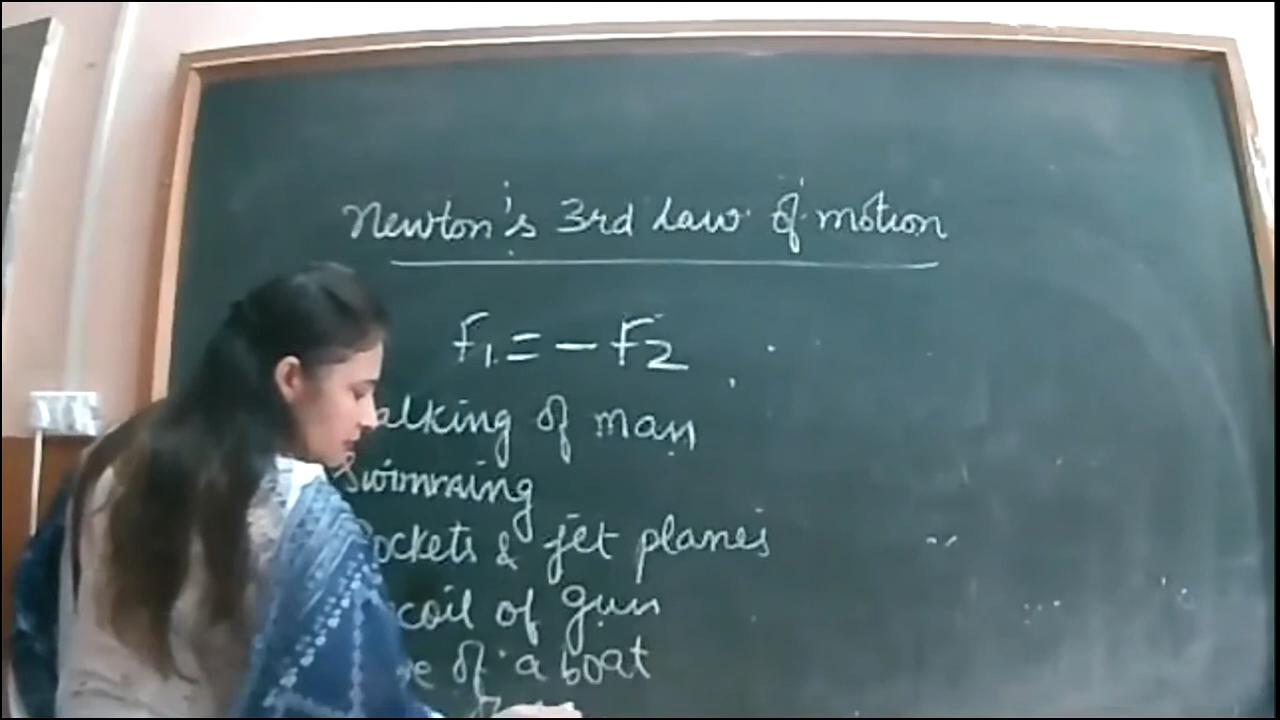 Newton's 3rd Law of motion
F1 = - F2
alking of man
Swimming
ockets & jet planes
coil of gun
of a boat